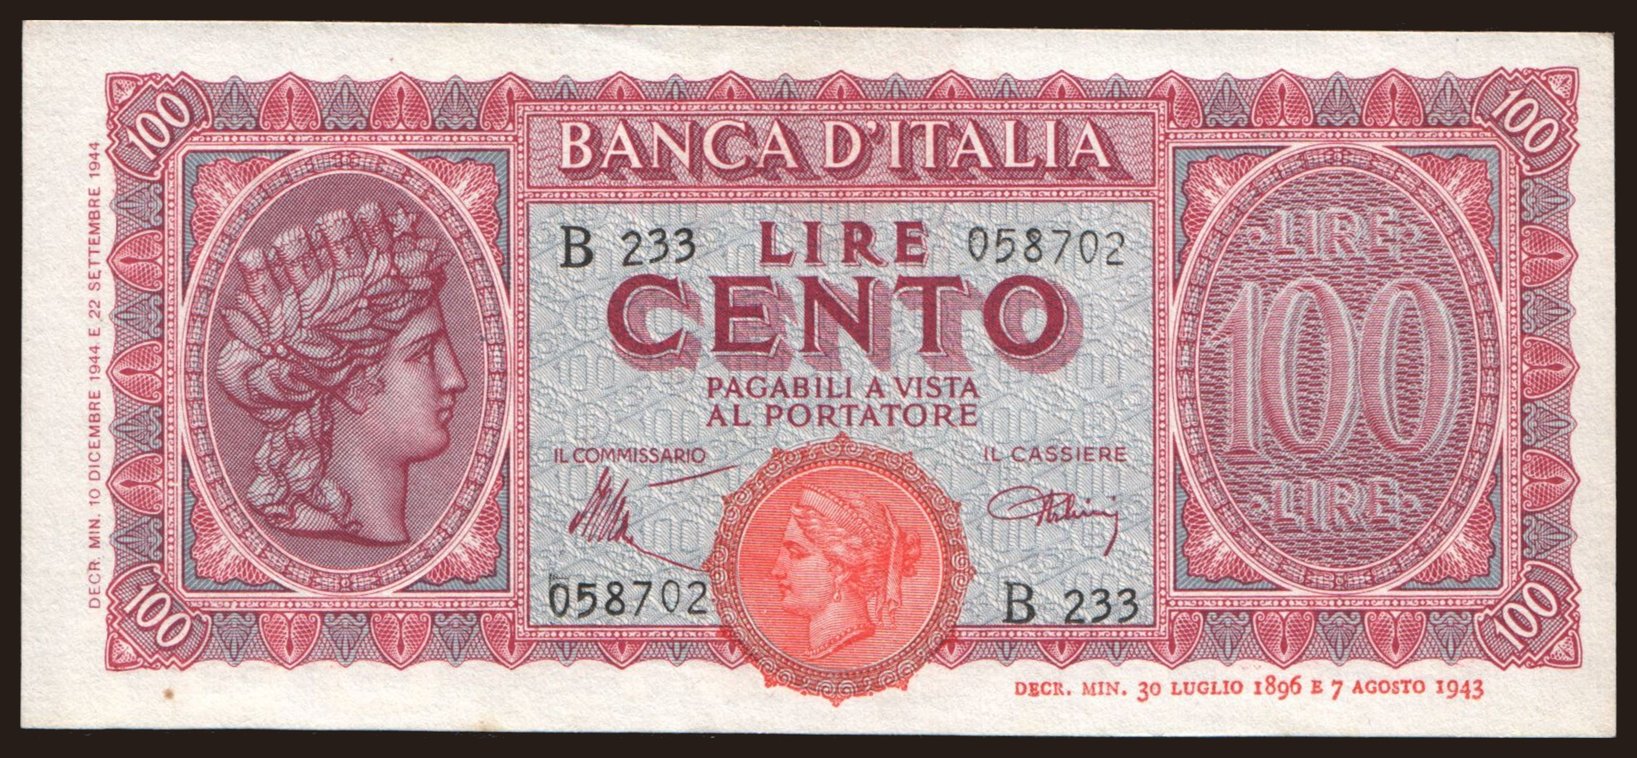 100
100
BANCA D'ITALIA
DECR. MIN. 10 DICEMBRE 1944 E 22 SETTEMBRE 1944
B 233 LIRE 058702
CENTO
PAGABILI A VISTA
AL PORTATORE
IL COMMISSARIO
IL CASSIERE
058702
B 233
LIRE
100
LIRE
100
100
DECR. MIN. 30 LUGLIO 1896 E 7 AGOSTO 1943